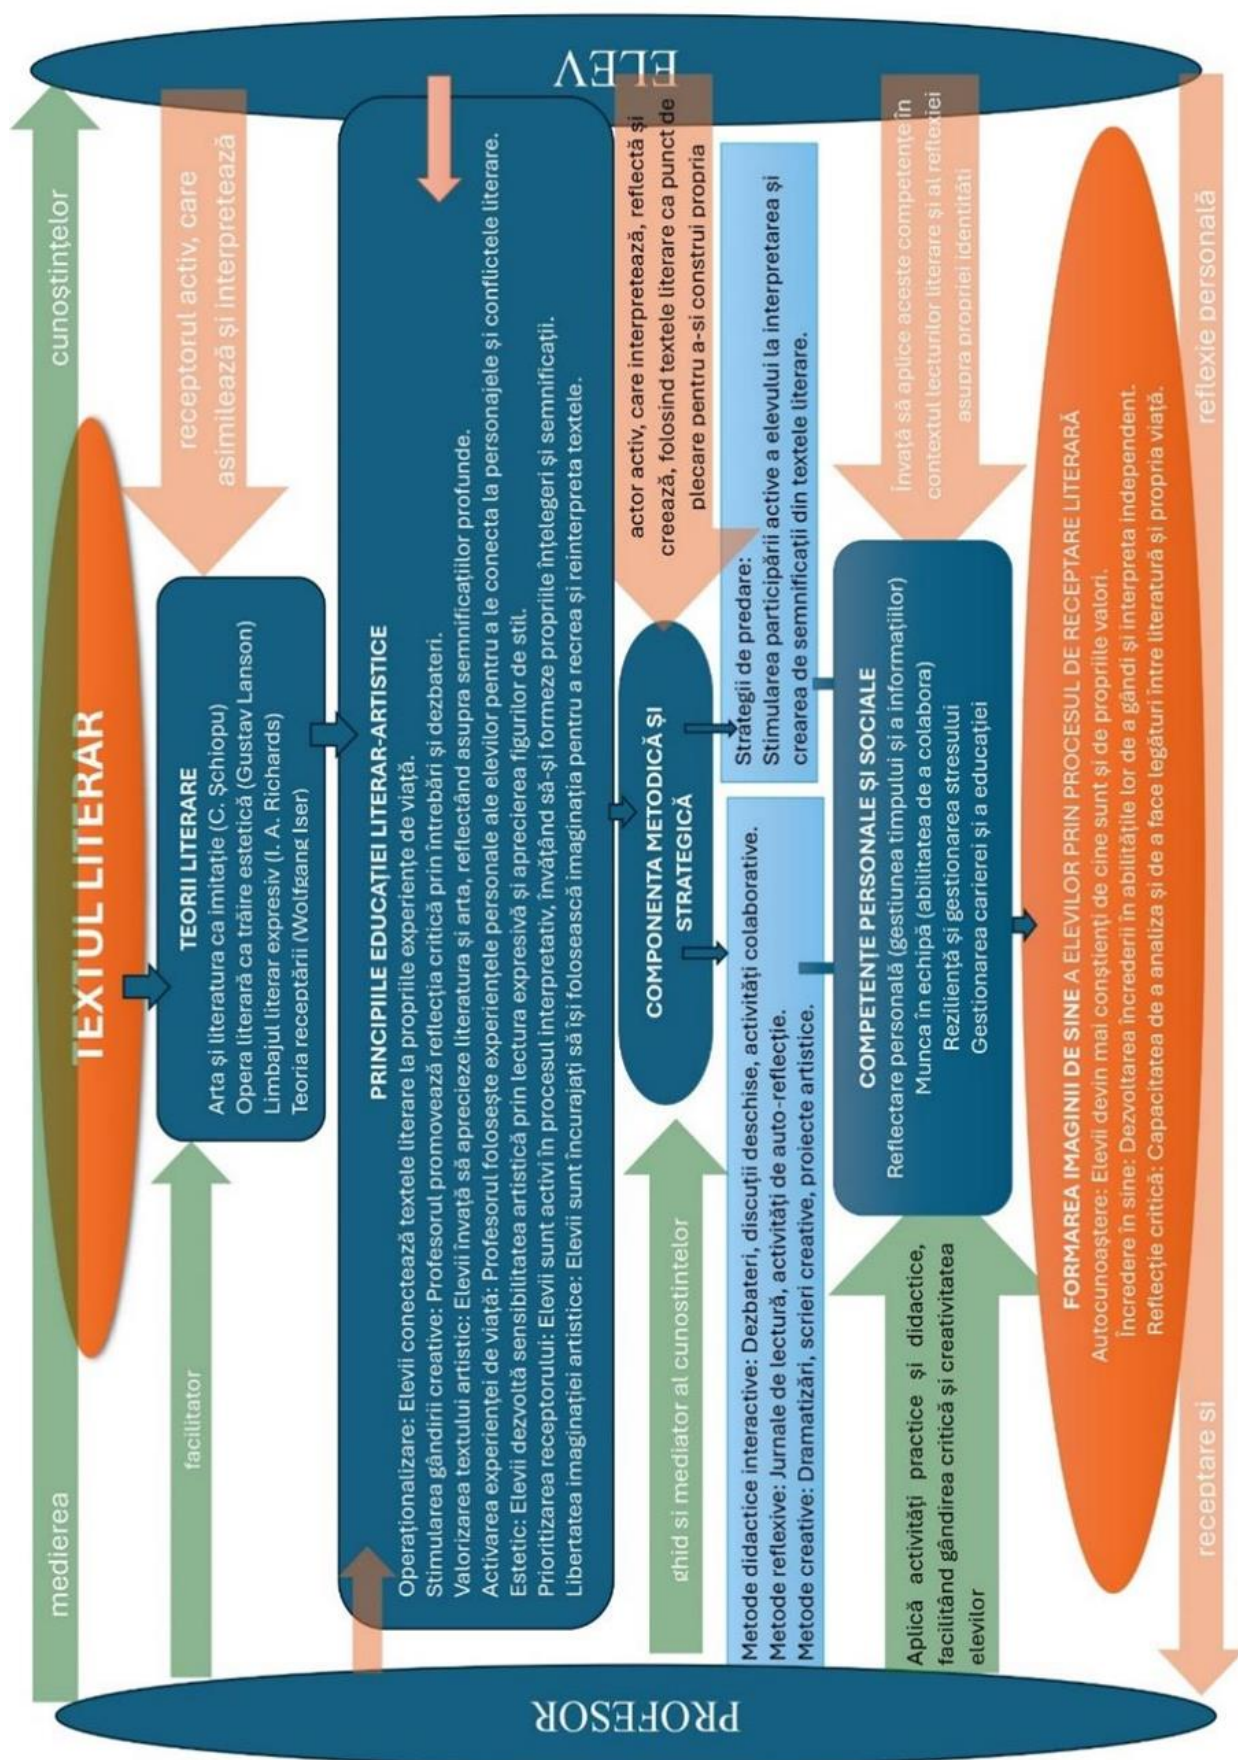 medierea
cunoștințelor
TEXTUL LITERAR
facilitator
TEORII LITERARE
Arta și literatura ca imitație (C. Șchiopu)
Opera literară ca trăire estetică (Gustav Lanson)
Limbajul literar expresiv (I. A. Richards)
Teoria receptării (Wolfgang Iser)
receptorul activ, care
asimilează și interpretează
PROFESOR
ELEV
PRINCIPIILE EDUCAȚIEI LITERAR-ARTISTICE
Operaționalizare: Elevii conectează textele literare la propriile experiențe de viață.
Stimularea gândirii creative: Profesorul promovează reflecția critică prin întrebări și dezbateri.
Valorizarea textului artistic: Elevii învață să aprecieze literatura și arta, reflectând asupra semnificațiilor profunde.
Activarea experienței de viață: Profesorul folosește experiențele personale ale elevilor pentru a le conecta la personajele și conflictele literare.
Estetic: Elevii dezvoltă sensibilitatea artistică prin lectura expresivă și aprecierea figurilor de stil.
Prioritizarea receptorului: Elevii sunt activi în procesul interpretativ, învățând să-și formeze propriile înțelegeri și semnificații.
Libertatea imaginației artistice: Elevii sunt încurajați să își folosească imaginația pentru a recrea și reinterpreta textele.
ghid si mediator al cunostintelor
COMPONENTA METODICĂ ȘI
STRATEGICĂ
actor activ, care interpretează, reflectă și
creează, folosind textele literare ca punct de
plecare pentru a-si construi propria
Metode didactice interactive: Dezbateri, discuții deschise, activități colaborative.
Metode reflexive: Jurnale de lectură, activități de auto-reflecție.
Metode creative: Dramatizări, scrieri creative, proiecte artistice.
Strategii de predare:
Stimularea participării active a elevului la interpretarea și
crearea de semnificații din textele literare.
Aplică activități practice și didactice,
facilitând gândirea critică și creativitatea
elevilor
COMPETENȚE PERSONALE ȘI SOCIALE
Reflectare personală (gestiunea timpului și a informațiilor)
Munca în echipă (abilitatea de a colabora)
Reziliență și gestionarea stresului
Gestionarea carierei și a educației
Învață să aplice aceste competențe în
contextul lecturilor literare și al reflexiei
asupra propriei identităti
FORMAREA IMAGINII DE SINE A ELEVILOR PRIN PROCESUL DE RECEPTARE LITERARĂ
Autocunoaștere: Elevii devin mai conștienți de cine sunt și de propriile valori.
Încredere în sine: Dezvoltarea încrederii în abilitățile lor de a gândi și interpreta independent.
Reflecție critică: Capacitatea de a analiza și de a face legături între literatură și propria viață.
receptare si
reflexie personală